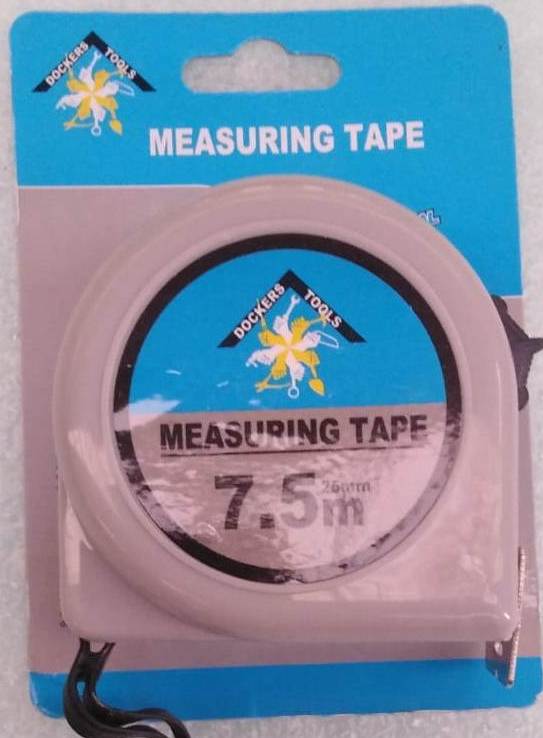 DOCKERS TOOLS
MEASURING TAPE
DOCKERS TOOLS
MEASURING TAPE
7.5m
25mm